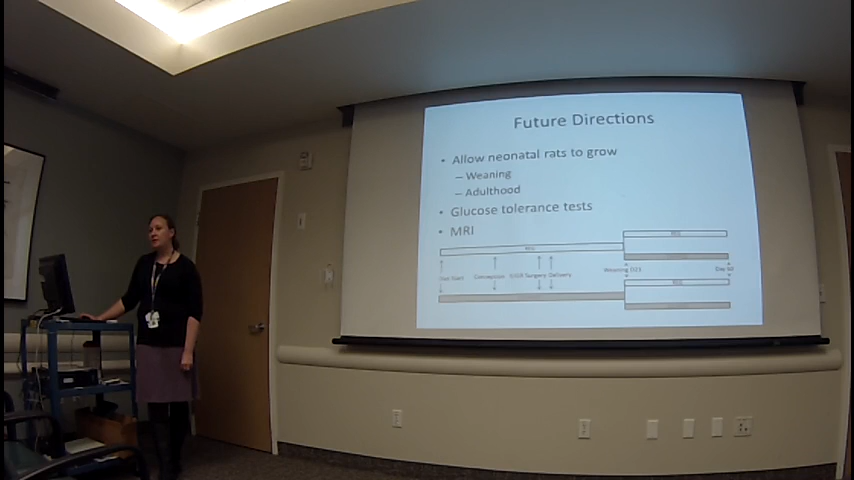 Future Directions
• Allow neonatal rats to grow
– Weaning
– Adulthood
• Glucose tolerance tests
• MRI
Diet Start
Conception
Surgery
Delivery
Weaning D21
Day 60